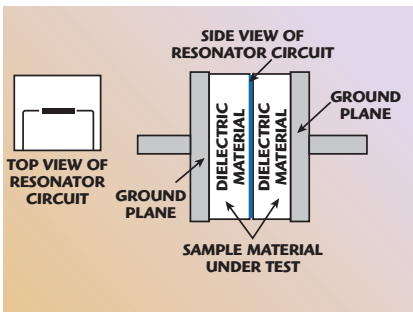 SIDE VIEW OF
RESONATOR CIRCUIT
GROUND
PLANE
DIELECTRIC
MATERIAL
DIELECTRIC
MATERIAL
TOP VIEW OF
RESONATOR
CIRCUIT
GROUND
PLANE
SAMPLE MATERIAL
UNDER TEST